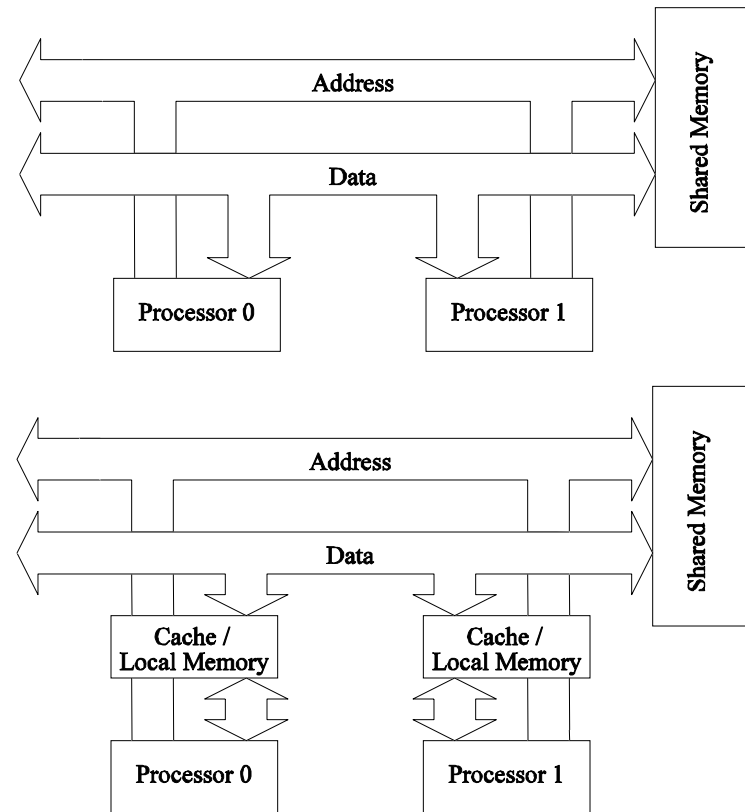 Address
Shared Memory
Data
Processor 0
Processor 1
Address
Shared Memory
Data
Cache /
Local Memory
Cache /
Local Memory
Processor 0
Processor 1